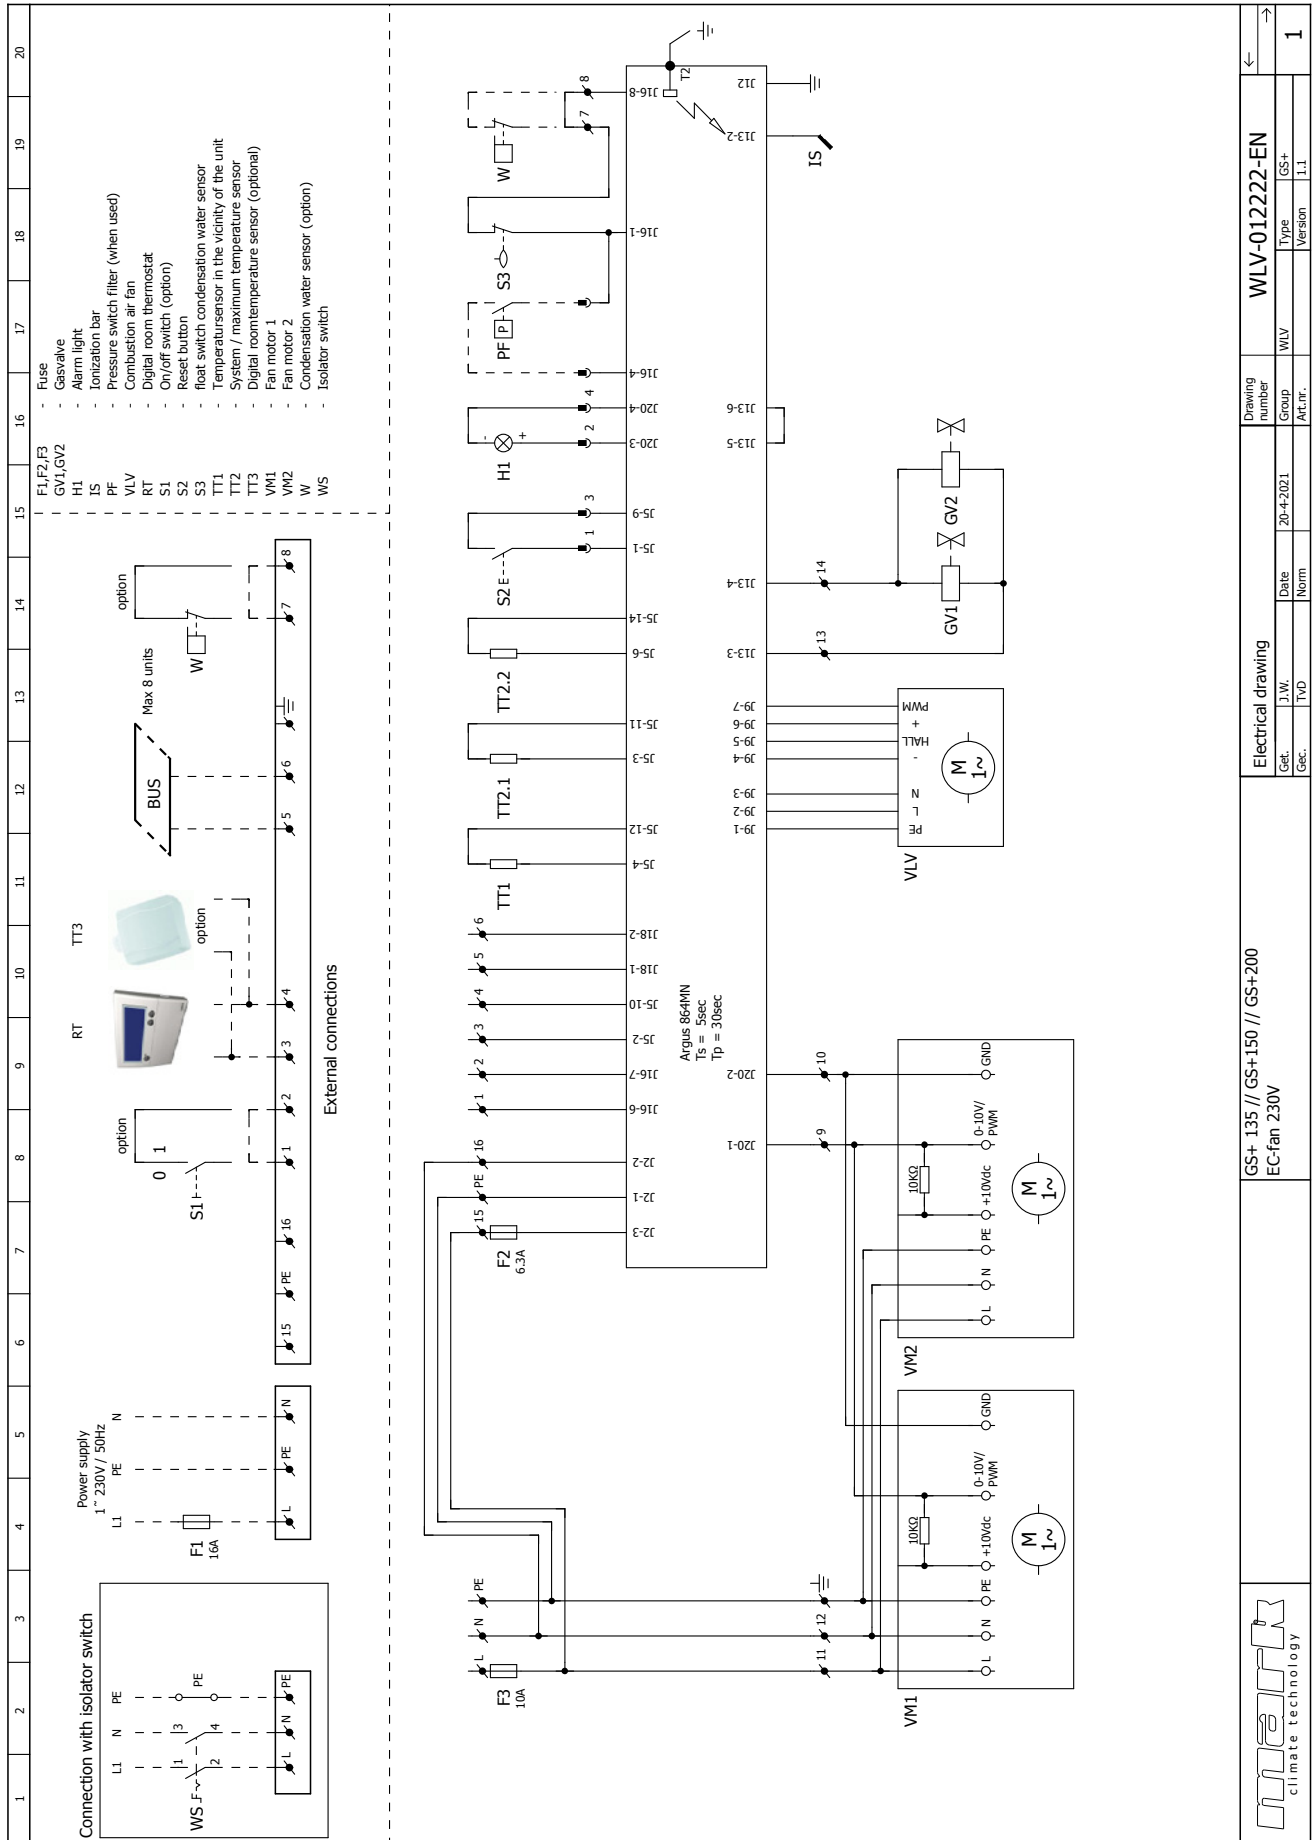 1 2 3 4 5 6 7 8 9 10 11 12 13 14 15 16 17 18 19 20
Connection with isolator switch
L1 N PE
WS
1 3 PE
2 4
L N PE
Power supply
1~ 230V / 50Hz
L1 PE N
F1
16A
L PE N
option
0 1
S1
RT
TT3
option
BUS
Max 8 units
option
W
15 PE 16 1 2 3 4 5 6 7 8
External connections
F1,F2,F3 - Fuse
GV1,GV2 - Gasvalve
H1 - Alarm light
IS - Ionization bar
PF - Pressure switch filter (when used)
VLV - Combustion air fan
RT - Digital room thermostat
S1 - On/off switch (option)
S2 - Reset button
S3 - float switch condensation water sensor
TT1 - Temperatursensor in the vicinity of the unit
TT2 - System / maximum temperature sensor
TT3 - Digital roomtemperature sensor (optional)
VM1 - Fan motor 1
VM2 - Fan motor 2
W - Condensation water sensor (option)
WS - Isolator switch
L N PE
F3
10A
15 PE 16 1 2 3 4 5 6
F2
6.3A
TT1
TT2.1
TT2.2
S2
1 3
H1
- +
2 4
PF
P
S3
W
7 8
J2-3 J2-1 J2-2 J16-6 J16-7 J5-2 J5-10 J18-1 J18-2 J5-4 J5-12 J5-3 J5-11 J5-6 J5-14 J5-1 J5-9 J20-3 J20-4 J16-4 J16-1 J16-8
T2
Argus 864MN
Ts = 5sec
Tp = 30sec
J20-1 J20-2 J9-1 J9-2 J9-3 J9-4 J9-5 J9-6 J9-7 J13-3 J13-4 J13-5 J13-6 J13-2 J12
11 12 9 10 13 14
IS
PE L N - HALL + PWM
M
1~
VLV
GV1 GV2
VM1
10KΩ
L N PE +10Vdc 0-10V/ PWM GND
M
1~
VM2
10KΩ
L N PE +10Vdc 0-10V/ PWM GND
M
1~
mark
climate technology
GS+ 135 // GS+150 // GS+200
EC-fan 230V
Electrical drawing
Get. J.W. Date 20-4-2021
Gec. TvD Norm
Drawing number WLV-012222-EN
Group WLV Type GS+
Art.nr. Version 1.1
1